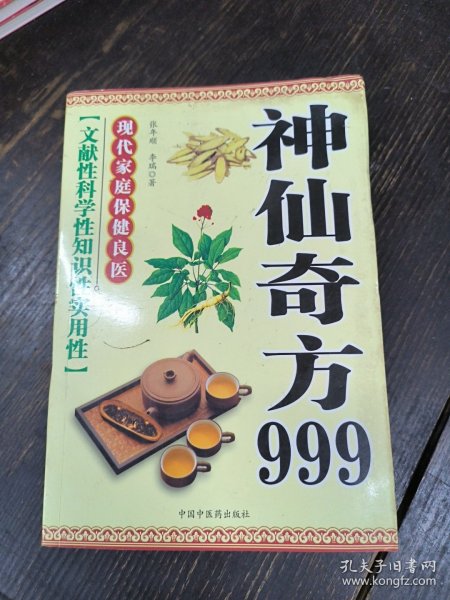 神仙奇方999
张年顺 李瑞 著
现代家庭保健良医
【文献性科学性知识性实用性】
中国中医药出版社
孔夫子旧书网
www.kongfz.com